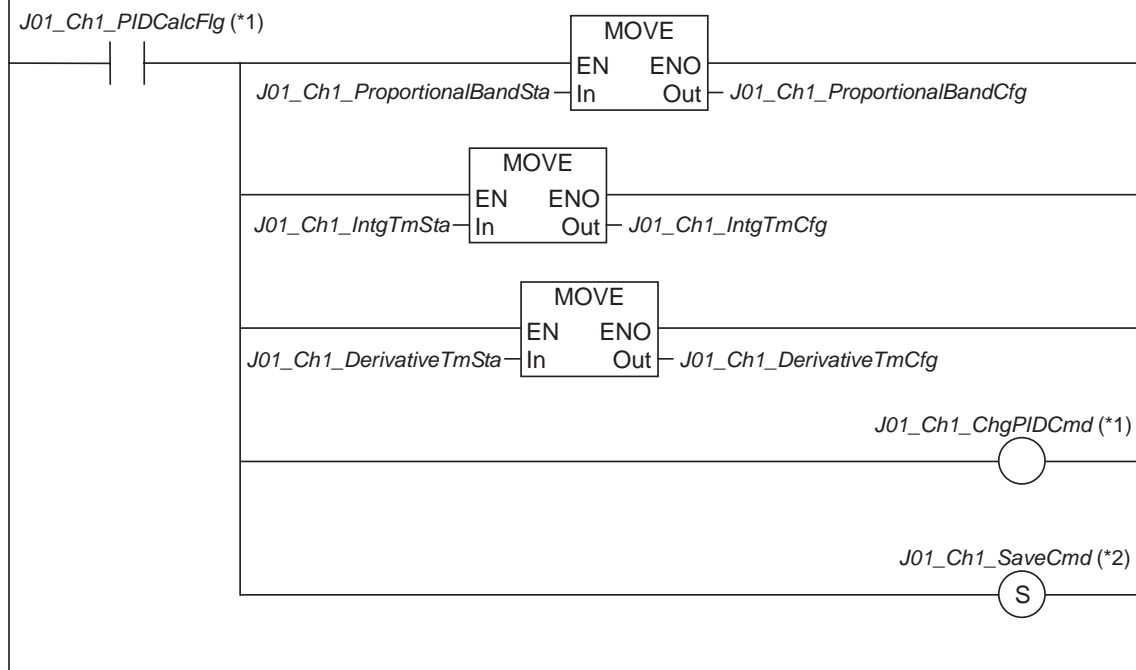 J01_Ch1_PIDCalcFlg (*1)
MOVE
EN ENO
J01_Ch1_ProportionalBandSta In Out J01_Ch1_ProportionalBandCfg
MOVE
EN ENO
J01_Ch1_IntgTmSta In Out J01_Ch1_IntgTmCfg
MOVE
EN ENO
J01_Ch1_DerivativeTmSta In Out J01_Ch1_DerivativeTmCfg
J01_Ch1_ChgPIDCmd (*1)
J01_Ch1_SaveCmd (*2)
S